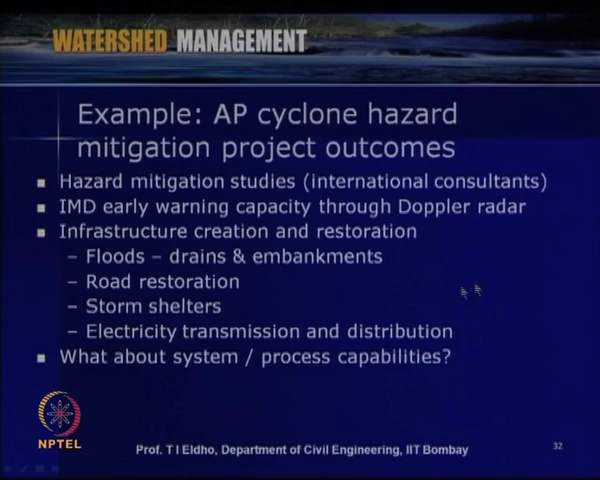 WATERSHED MANAGEMENT
Example: AP cyclone hazard
mitigation project outcomes
Hazard mitigation studies (international consultants)
IMD early warning capacity through Doppler radar
Infrastructure creation and restoration
– Floods – drains & embankments
– Road restoration
– Storm shelters
– Electricity transmission and distribution
What about system / process capabilities?
NPTEL
Prof. T I Eldho, Department of Civil Engineering, IIT Bombay
32